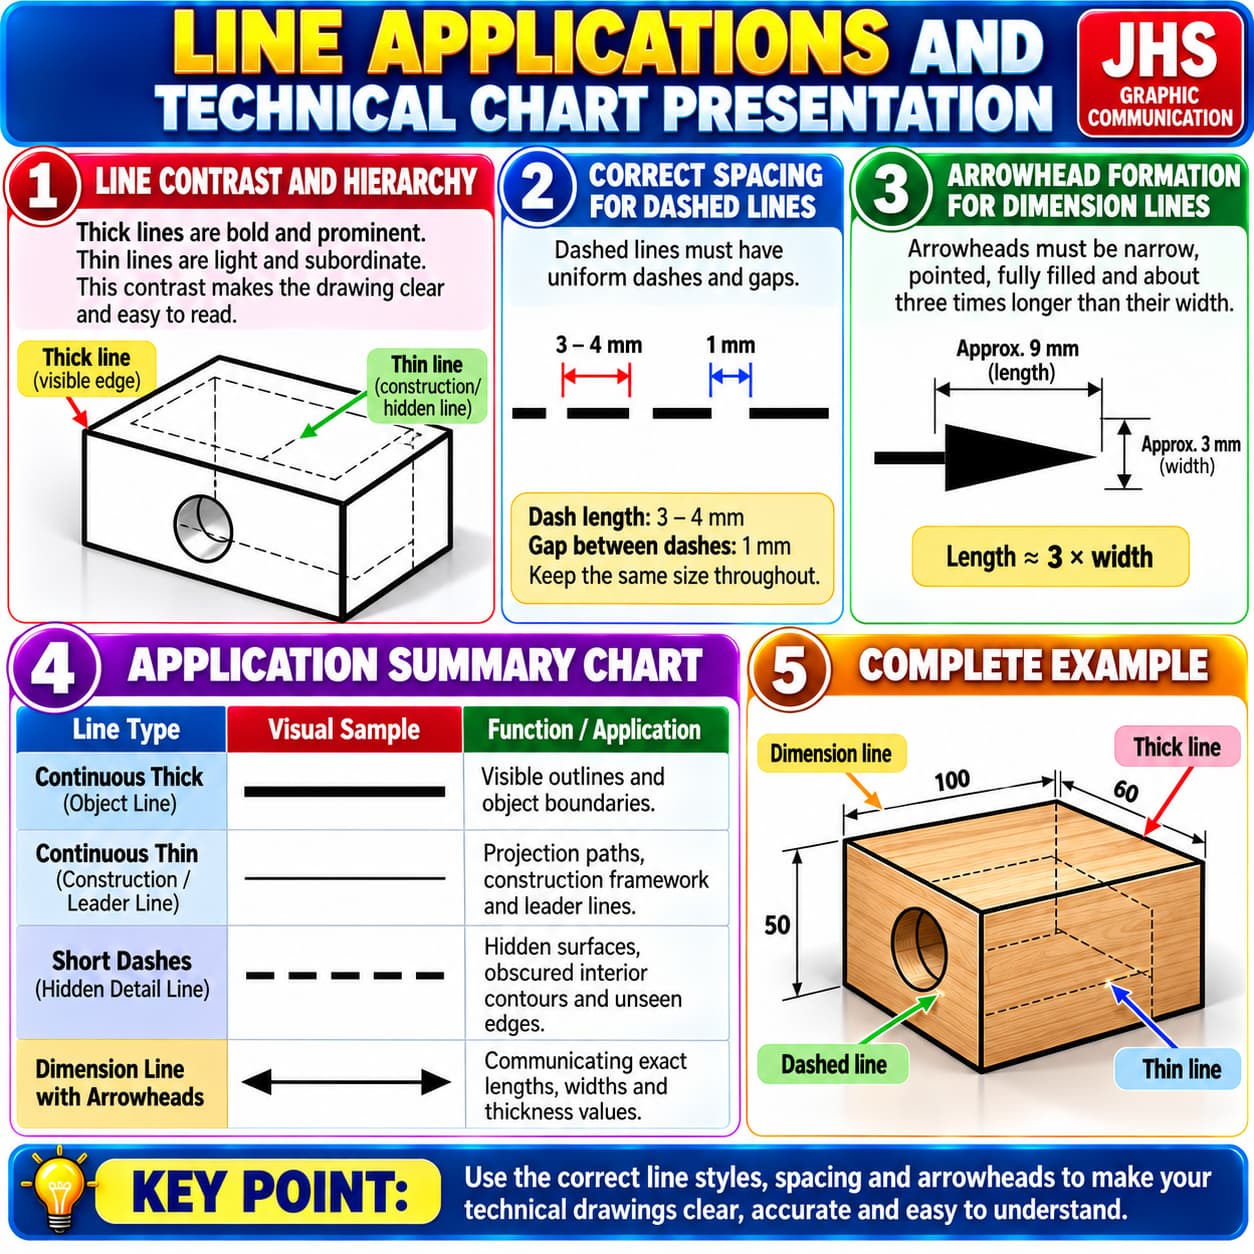 LINE APPLICATIONS AND
TECHNICAL CHART PRESENTATION
JHS
GRAPHIC
COMMUNICATION
1
LINE CONTRAST AND HIERARCHY
Thick lines are bold and prominent.
Thin lines are light and subordinate.
This contrast makes the drawing clear
and easy to read.
Thick line
(visible edge)
Thin line
(construction/
hidden line)
2
CORRECT SPACING
FOR DASHED LINES
Dashed lines must have
uniform dashes and gaps.
3 – 4 mm
1 mm
Dash length: 3 – 4 mm
Gap between dashes: 1 mm
Keep the same size throughout.
3
ARROWHEAD FORMATION
FOR DIMENSION LINES
Arrowheads must be narrow,
pointed, fully filled and about
three times longer than their width.
Approx. 9 mm
(length)
Approx. 3 mm
(width)
Length ≈ 3 × width
4
APPLICATION SUMMARY CHART
Line Type
Visual Sample
Function / Application
Continuous Thick
(Object Line)
Visible outlines and
object boundaries.
Continuous Thin
(Construction /
Leader Line)
Projection paths,
construction framework
and leader lines.
Short Dashes
(Hidden Detail Line)
Hidden surfaces,
obscured interior
contours and unseen
edges.
Dimension Line
with Arrowheads
Communicating exact
lengths, widths and
thickness values.
5
COMPLETE EXAMPLE
Dimension line
Thick line
100
60
50
Dashed line
Thin line
KEY POINT:
Use the correct line styles, spacing and arrowheads to make your
technical drawings clear, accurate and easy to understand.